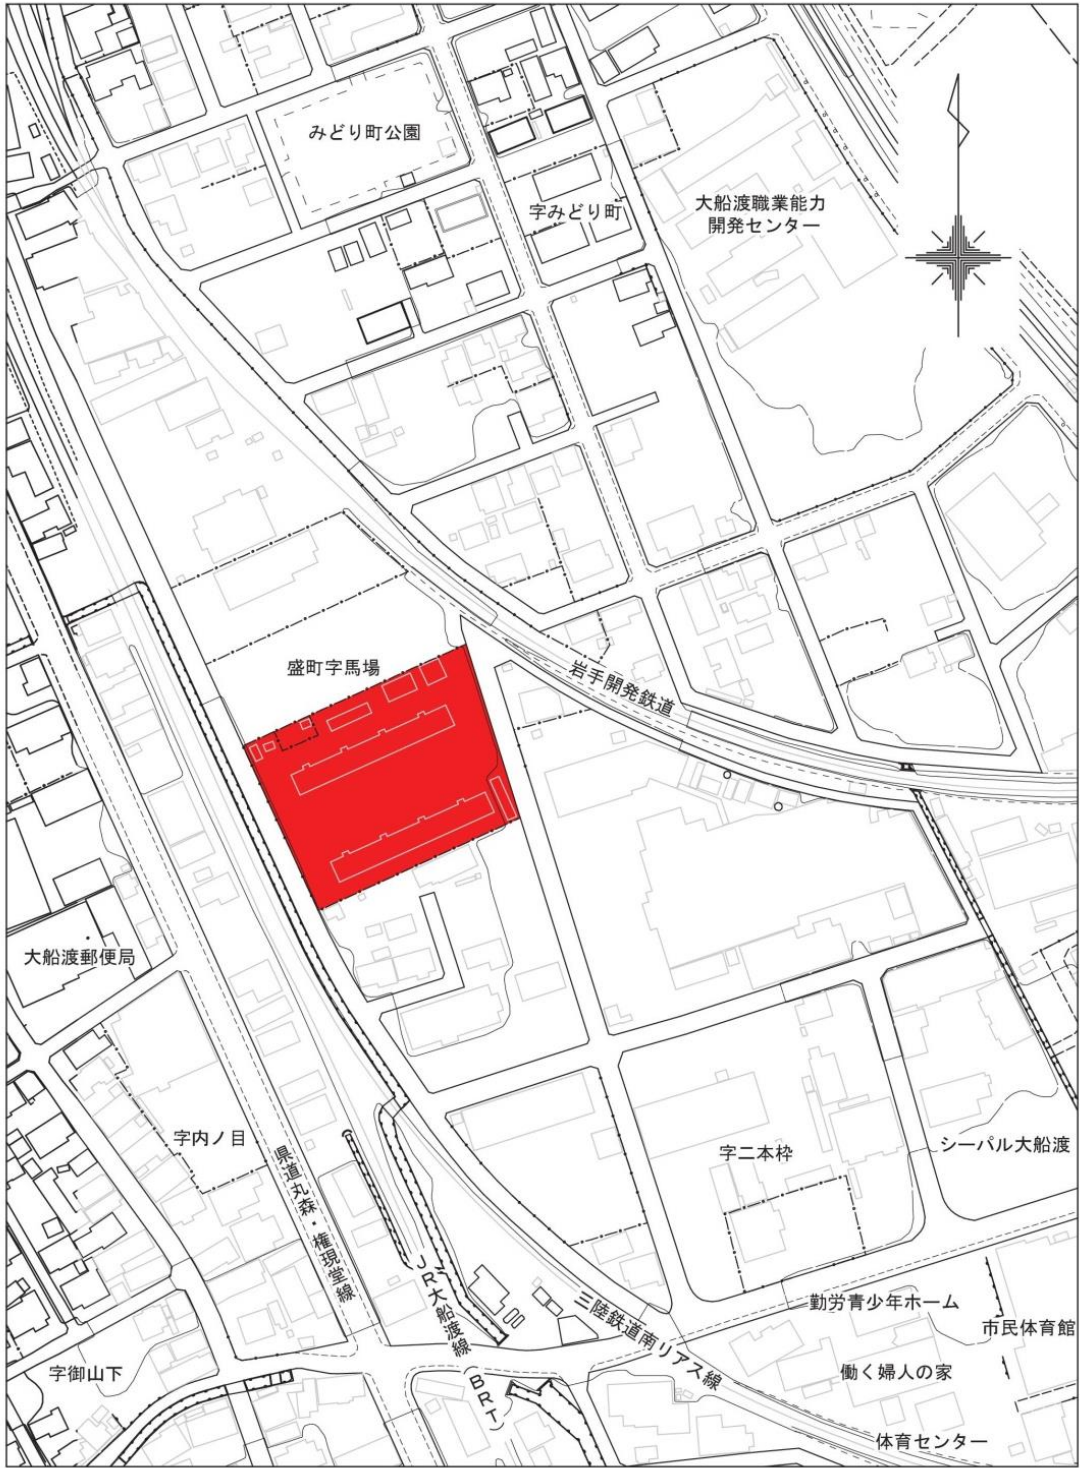 みどり町公園
字みどり町
大船渡職業能力
開発センター
盛町字馬場
岩手開発鉄道
大船渡郵便局
字内ノ目
県道丸森・権現堂線
JR大船渡線
(BRT)
三陸鉄道南リアス線
字二本枠
シーパル大船渡
勤労青少年ホーム
市民体育館
働く婦人の家
字御山下
体育センター